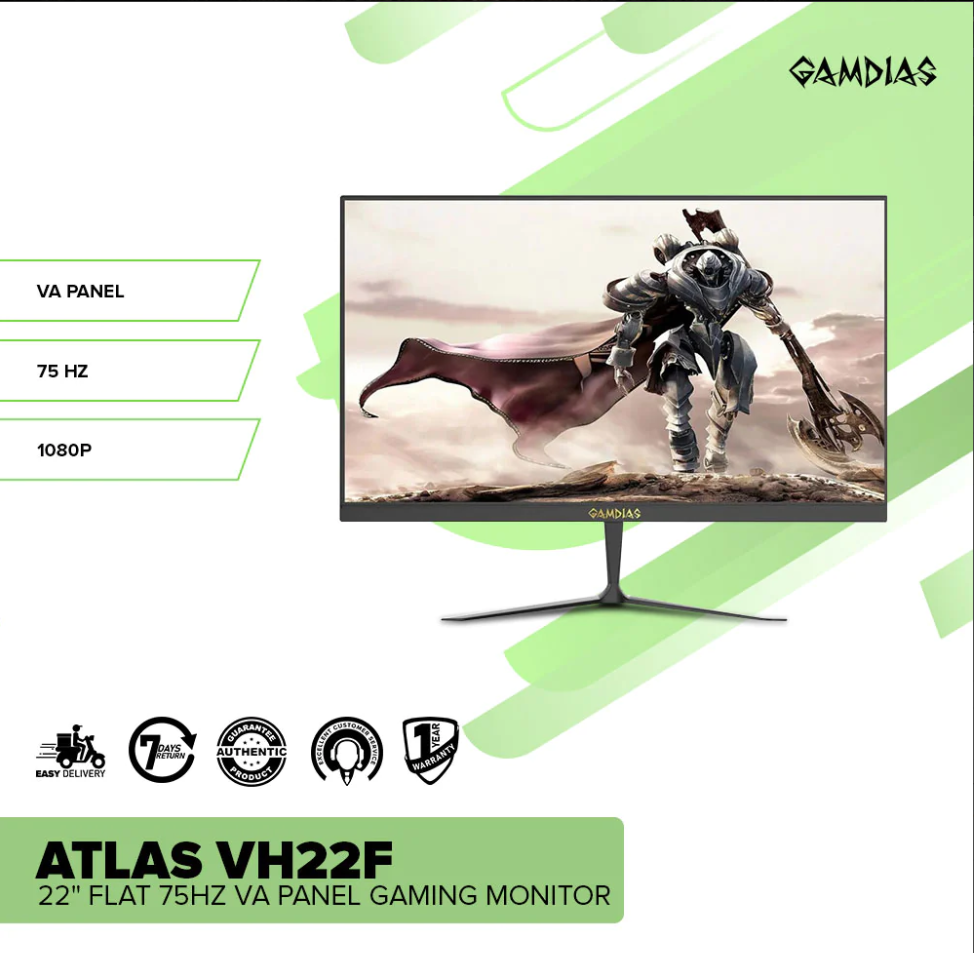 GAMDIAS
VA PANEL
75 HZ
1080P
GAMDIAS
EASY DELIVERY
7 DAYS
RETURN
GUARANTEE
AUTHENTIC
PRODUCT
EXCELLENT CUSTOMER SERVICE
1 YEAR
WARRANTY
ATLAS VH22F
22" FLAT 75HZ VA PANEL GAMING MONITOR